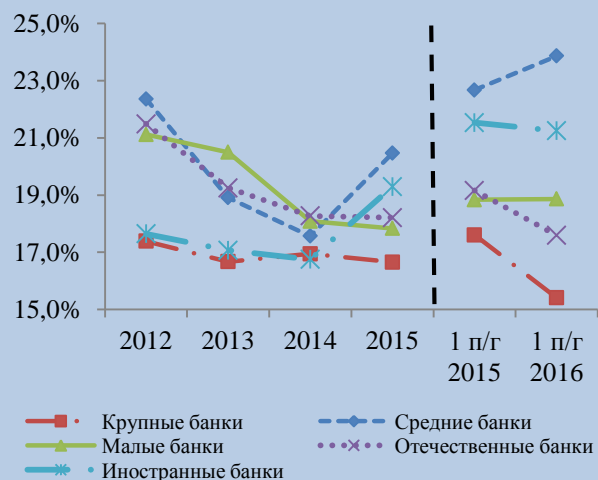 25,0%
23,0%
21,0%
19,0%
17,0%
15,0%
2012 2013 2014 2015 1 п/г 1 п/г
2015 2016
Крупные банки Средние банки
Малые банки Отечественные банки
Иностранные банки